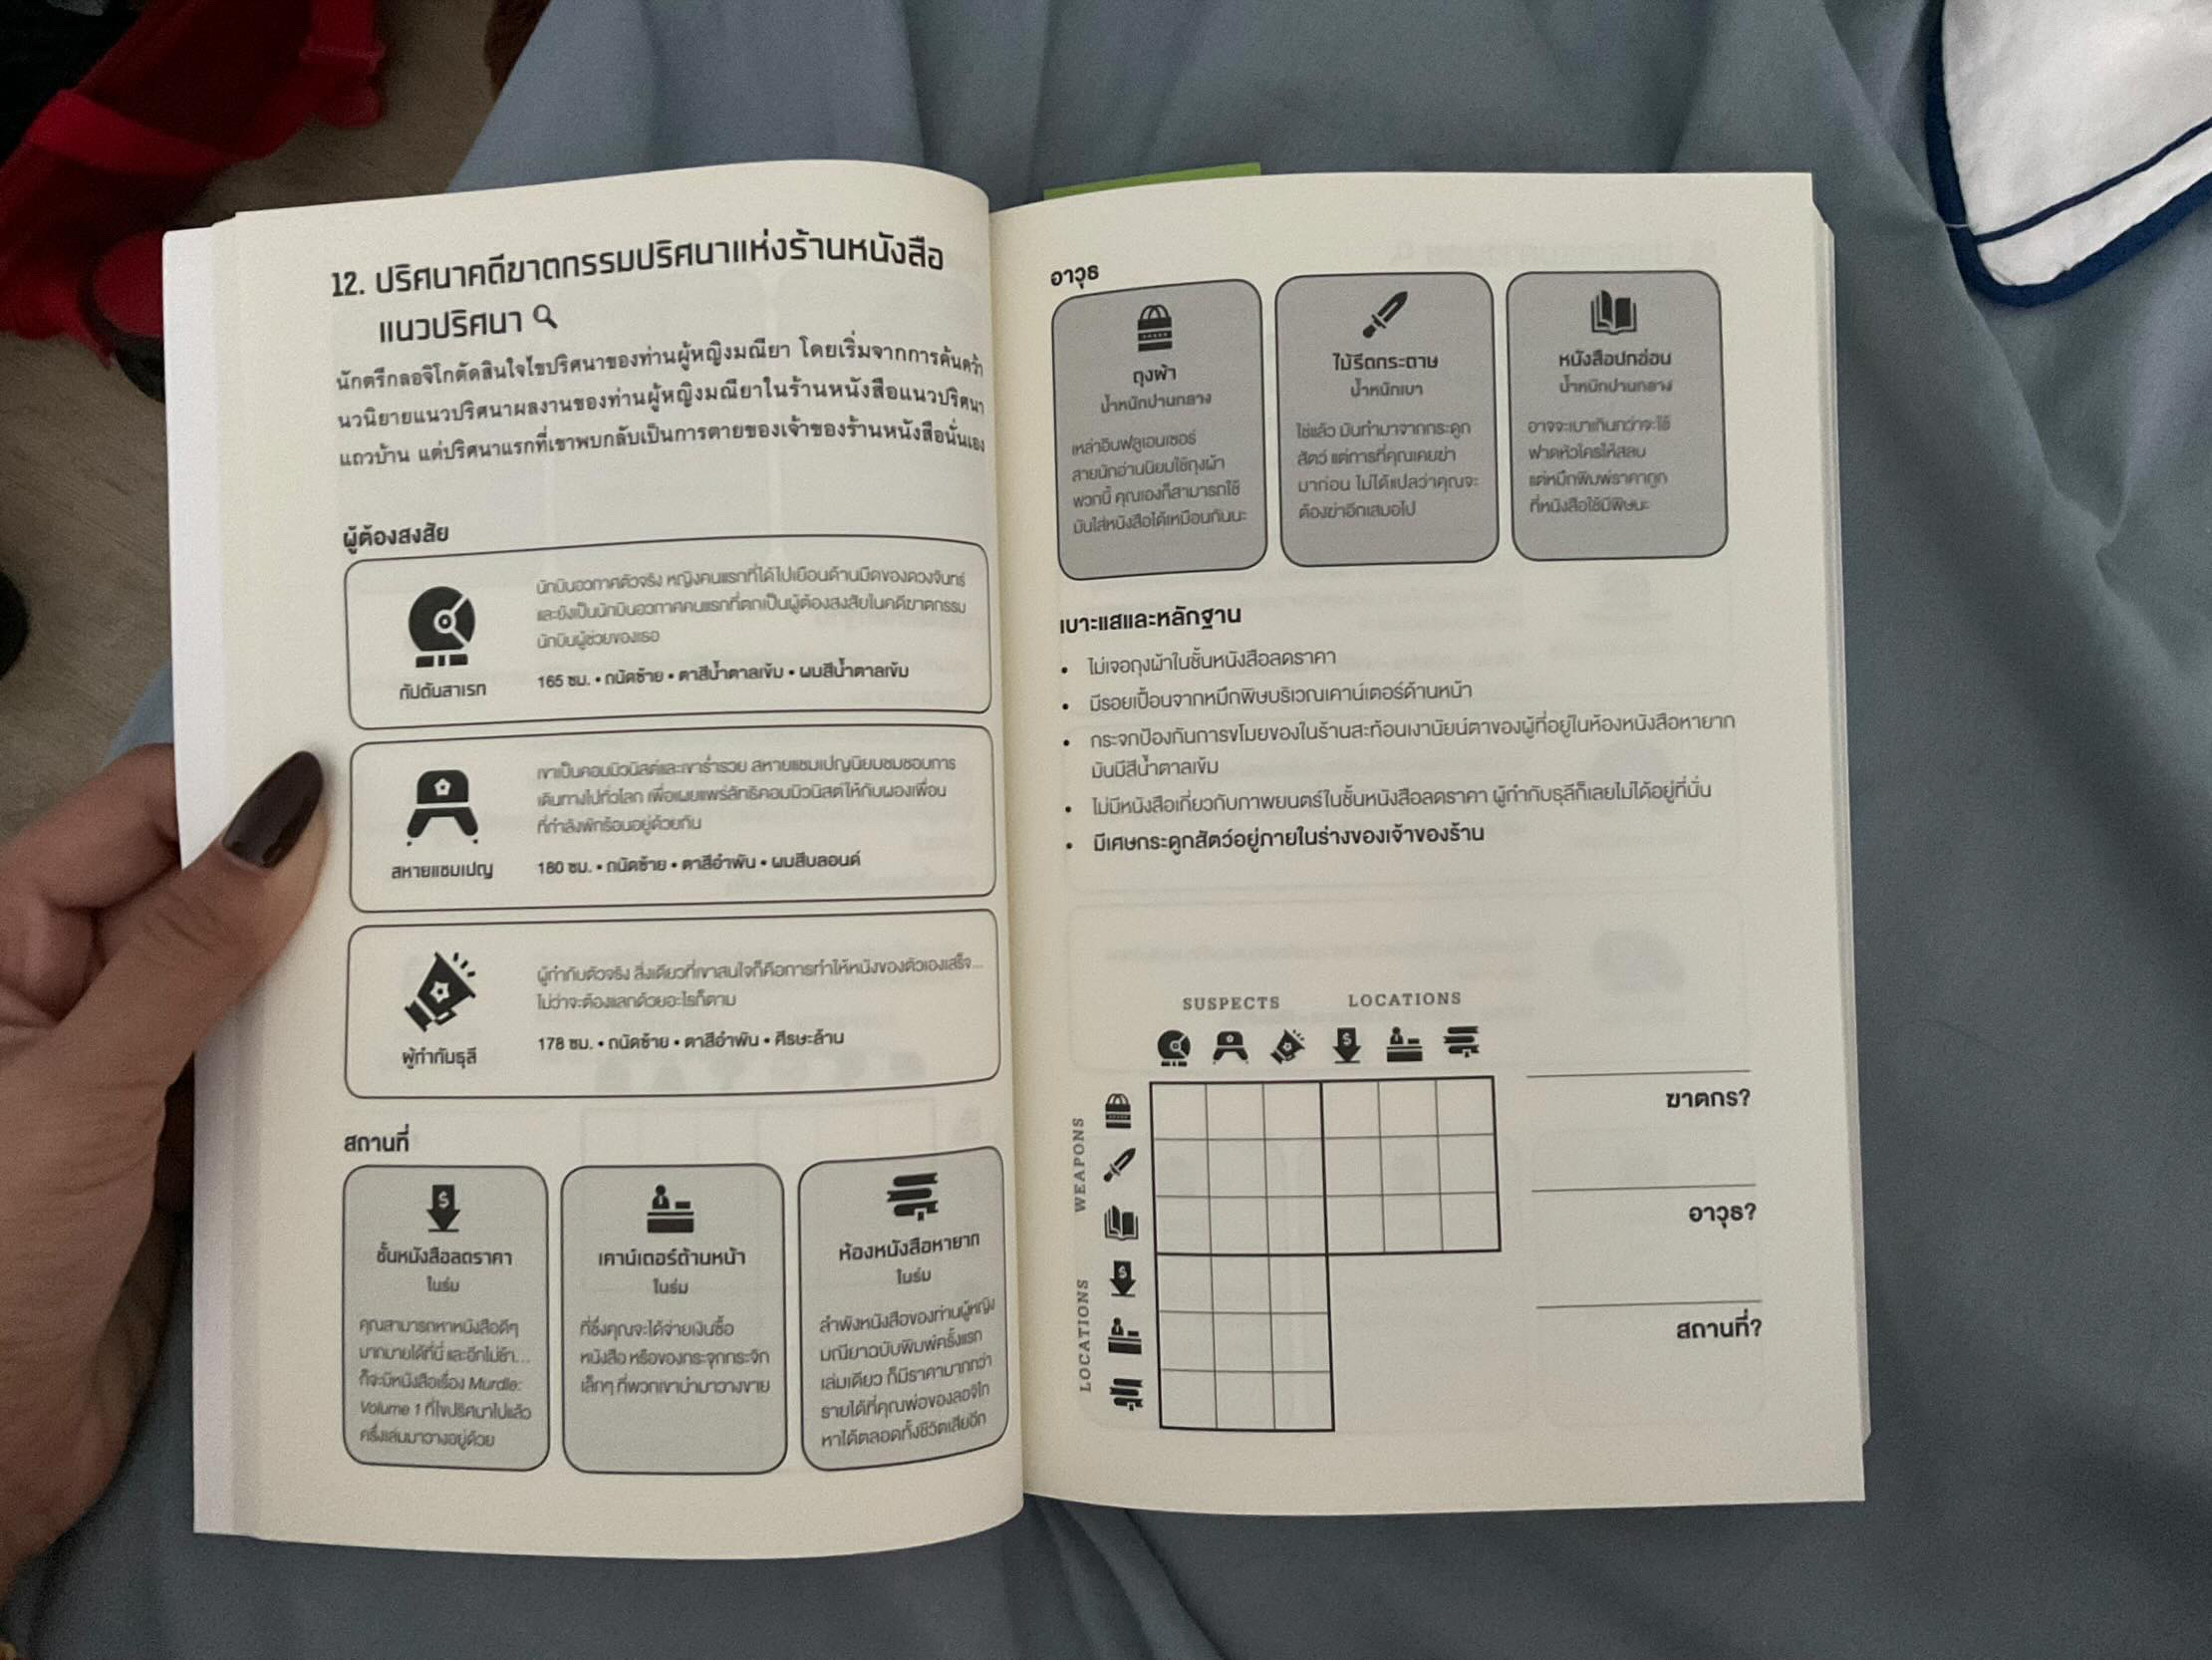 12. ปริศนาคดีฆาตกรรมปริศนาแห่งร้านหนังสือ
แนวปริศนา
นักตรีกลอจิโกตัดสินใจไขปริศนาของท่านผู้หญิงมณียา โดยเริ่มจากการค้นคว้า
นวนิยายแนวปริศนาผลงานของท่านผู้หญิงมณียาในร้านหนังสือแนวปริศนา
แถวบ้าน แต่ปริศนาแรกที่เขาพบกลับเป็นการตายของเจ้าของร้านหนังสือนั่นเอง
ผู้ต้องสงสัย
กัปตันสาเรท
นักบินอวกาศตัวจริง หญิงคนแรกที่ได้ไปเยือนด้านมืดของดวงจันทร์
และยังเป็นนักบินอวกาศคนแรกที่ตกเป็นผู้ต้องสงสัยในคดีฆาตกรรม
นักบินผู้ช่วยของเธอ
165 ซม. • ถนัดซ้าย • ตาสีน้ำตาลเข้ม • ผมสีน้ำตาลเข้ม
สหายแชมเปญ
เขาเป็นคอมมิวนิสต์และเขาร่ำรวย สหายแชมเปญนิยมชมชอบการ
เดินทางไปทั่วโลก เพื่อเผยแพร่ลัทธิคอมมิวนิสต์ให้กับผองเพื่อน
ที่กำลังพักร้อนอยู่ด้วยกัน
180 ซม. • ถนัดซ้าย • ตาสีอำพัน • ผมสีบลอนด์
ผู้กำกับธุลี
ผู้กำกับตัวจริง สิ่งเดียวที่เขาสนใจก็คือการทำให้หนังของตัวเองเสร็จ...
ไม่ว่าจะต้องแลกด้วยอะไรก็ตาม
178 ซม. • ถนัดซ้าย • ตาสีอำพัน • ศีรษะล้าน
สถานที่
ชั้นหนังสือลดราคา
ในร่ม
คุณสามารถหาหนังสือดีๆ
มากมายได้ที่นี่ และอีกไม่ช้า...
ก็จะมีหนังสือเรื่อง Murdle:
Volume 1 ที่ไขปริศนาไปแล้ว
ครึ่งเล่มมาวางอยู่ด้วย
เคาน์เตอร์ด้านหน้า
ในร่ม
ที่ซึ่งคุณจะได้จ่ายเงินซื้อ
หนังสือ หรือของกระจุกกระจิก
เล็กๆ ที่พวกเขานำมาวางขาย
ห้องหนังสือหายาก
ในร่ม
ลำพังหนังสือของท่านผู้หญิง
มณียาฉบับพิมพ์ครั้งแรก
เล่มเดียว ก็มีราคามากกว่า
รายได้ที่คุณพ่อของลอจิโก
หาได้ตลอดทั้งชีวิตเสียอีก
อาวุธ
ถุงผ้า
น้ำหนักปานกลาง
เหล่าอินฟลูเอนเซอร์
สายนักอ่านนิยมใช้ถุงผ้า
พวกนี้ คุณเองก็สามารถใช้
มันใส่หนังสือได้เหมือนกันนะ
ไม้รีดกระดาษ
น้ำหนักเบา
ใช่แล้ว มันทำมาจากกระดูก
สัตว์ แต่การที่คุณเคยฆ่า
มาก่อน ไม่ได้แปลว่าคุณจะ
ต้องฆ่าอีกเสมอไป
หนังสือปกอ่อน
น้ำหนักปานกลาง
อาจจะเบาเกินกว่าจะใช้
ฟาดหัวใครให้สลบ
แต่หมึกพิมพ์ราคาถูก
ที่หนังสือใช้มีพิษนะ
เบาะแสและหลักฐาน
• ไม่เจอถุงผ้าในชั้นหนังสือลดราคา
• มีรอยเปื้อนจากหมึกพิษบริเวณเคาน์เตอร์ด้านหน้า
• กระจกป้องกันการขโมยของในร้านสะท้อนเงานัยน์ตาของผู้ที่อยู่ในห้องหนังสือหายาก
มันมีสีน้ำตาลเข้ม
• ไม่มีหนังสือเกี่ยวกับภาพยนตร์ในชั้นหนังสือลดราคา ผู้กำกับธุลีก็เลยไม่ได้อยู่ที่นั่น
• มีเศษกระดูกสัตว์อยู่ภายในร่างของเจ้าของร้าน
SUSPECTS LOCATIONS
WEAPONS
LOCATIONS
ฆาตกร?
อาวุธ?
สถานที่?